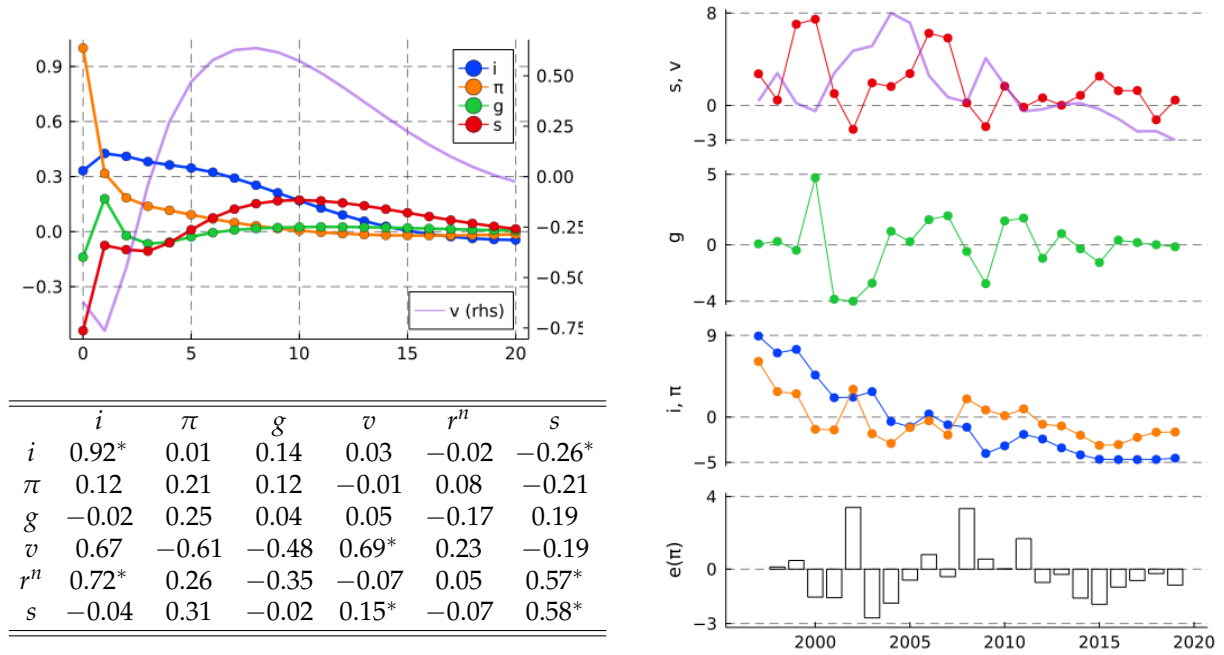 0.9
0.6
0.3
0.0
−0.3
0
5
10
15
20
0.50
0.25
0.00
−0.25
−0.50
−0.75
i
π
g
s
v (rhs)
i π g v rⁿ s
i 0.92* 0.01 0.14 0.03 −0.02 −0.26*
π 0.12 0.21 0.12 −0.01 0.08 −0.21
g −0.02 0.25 0.04 0.05 −0.17 0.19
v 0.67 −0.61 −0.48 0.69* 0.23 −0.19
rⁿ 0.72* 0.26 −0.35 −0.07 0.05 0.57*
s −0.04 0.31 −0.02 0.15* −0.07 0.58*
s, v
8
0
−3
g
5
0
−4
i, π
9
0
−5
e(π)
4
0
−3
2000 2005 2010 2015 2020